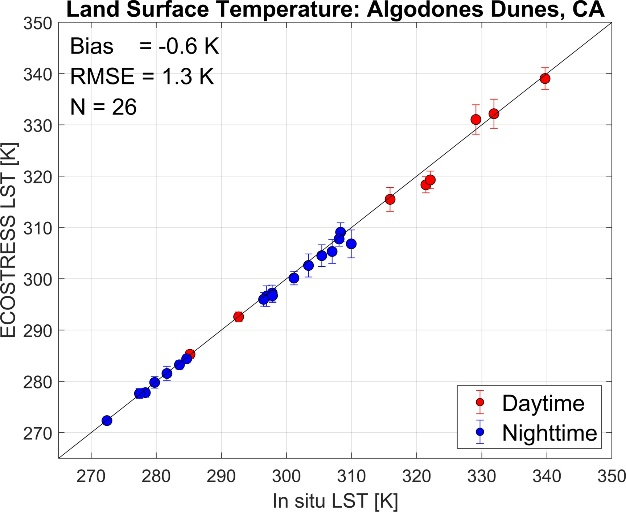 Land Surface Temperature: Algodones Dunes, CA
Bias = -0.6 K
RMSE = 1.3 K
N = 26
ECOSTRESS LST [K]
350
340
330
320
310
300
290
280
270
Daytime
Nighttime
270 280 290 300 310 320 330 340 350
In situ LST [K]